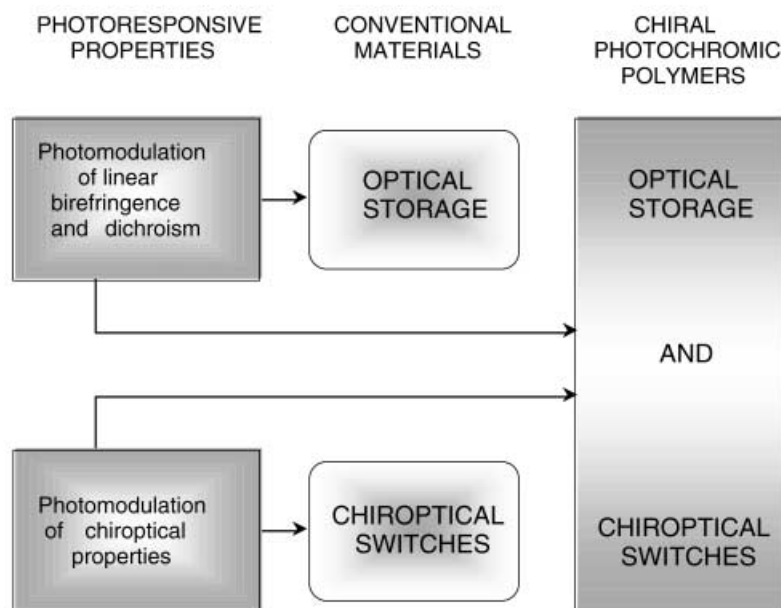 PHOTORESPONSIVE
PROPERTIES
CONVENTIONAL
MATERIALS
CHIRAL
PHOTOCHROMIC
POLYMERS
Photomodulation
of linear
birefringence
and dichroism
OPTICAL
STORAGE
OPTICAL
STORAGE
AND
Photomodulation
of chiroptical
properties
CHIROPTICAL
SWITCHES
CHIROPTICAL
SWITCHES